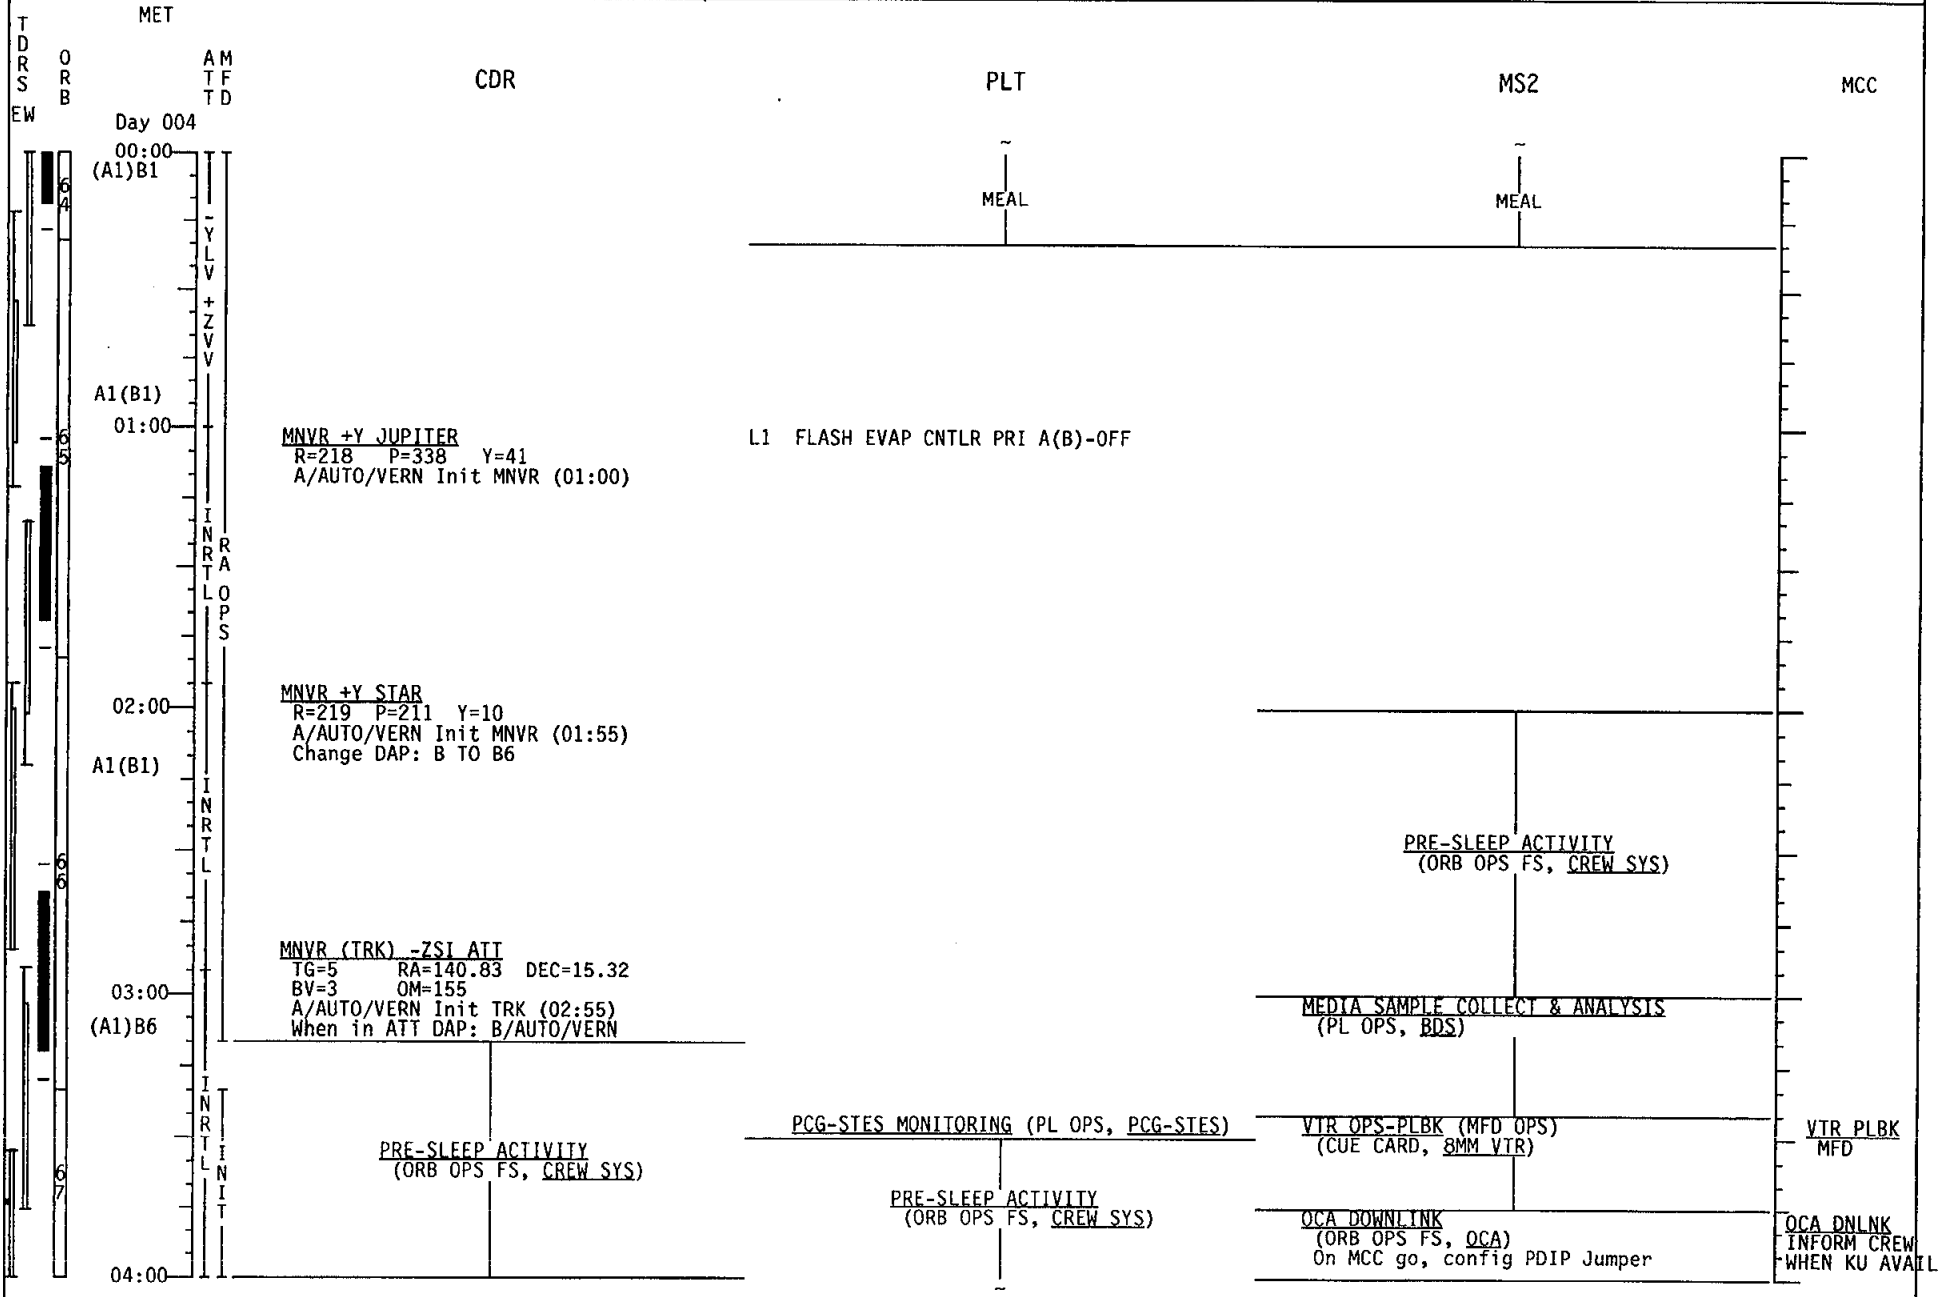 MET
TDRS
EW
ORB
ATT
MFD
CDR
PLT
MS2
MCC
Day 004
00:00
(A1)B1
64
~
~
MEAL
MEAL
-YLV +ZVV
A1(B1)
01:00
65
MNVR +Y JUPITER
R=218 P=338 Y=41
A/AUTO/VERN Init MNVR (01:00)
L1 FLASH EVAP CNTLR PRI A(B)-OFF
INRTL
RA OPS
MNVR +Y STAR
02:00
R=219 P=211 Y=10
A/AUTO/VERN Init MNVR (01:55)
Change DAP: B TO B6
A1(B1)
INRTL
66
PRE-SLEEP ACTIVITY
(ORB OPS FS, CREW SYS)
MNVR (TRK) -ZSI ATT
TG=5 RA=140.83 DEC=15.32
BV=3 OM=155
03:00
A/AUTO/VERN Init TRK (02:55)
When in ATT DAP: B/AUTO/VERN
(A1)B6
MEDIA SAMPLE COLLECT & ANALYSIS
(PL OPS, BDS)
INRTL
INIT
67
PRE-SLEEP ACTIVITY
(ORB OPS FS, CREW SYS)
PCG-STES MONITORING (PL OPS, PCG-STES)
PRE-SLEEP ACTIVITY
(ORB OPS FS, CREW SYS)
VTR OPS-PLBK (MFD OPS)
(CUE CARD, 8MM VTR)
VTR PLBK
MFD
OCA DOWNLINK
(ORB OPS FS, OCA)
On MCC go, config PDIP Jumper
OCA DNLNK
INFORM CREW
WHEN KU AVAIL
04:00
~